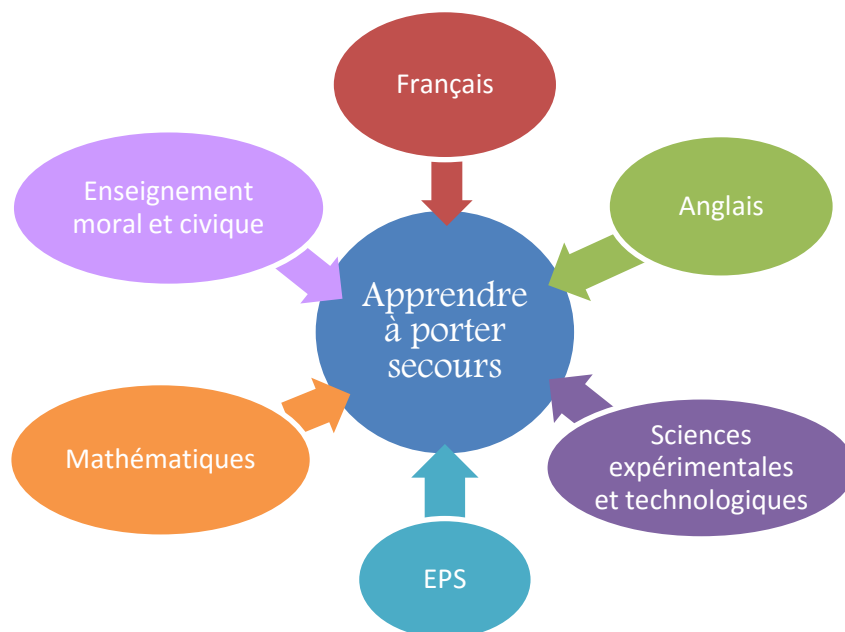 Français
Enseignement
moral et civique
Anglais
Apprendre
à porter
secours
Mathématiques
Sciences
expérimentales
et technologiques
EPS